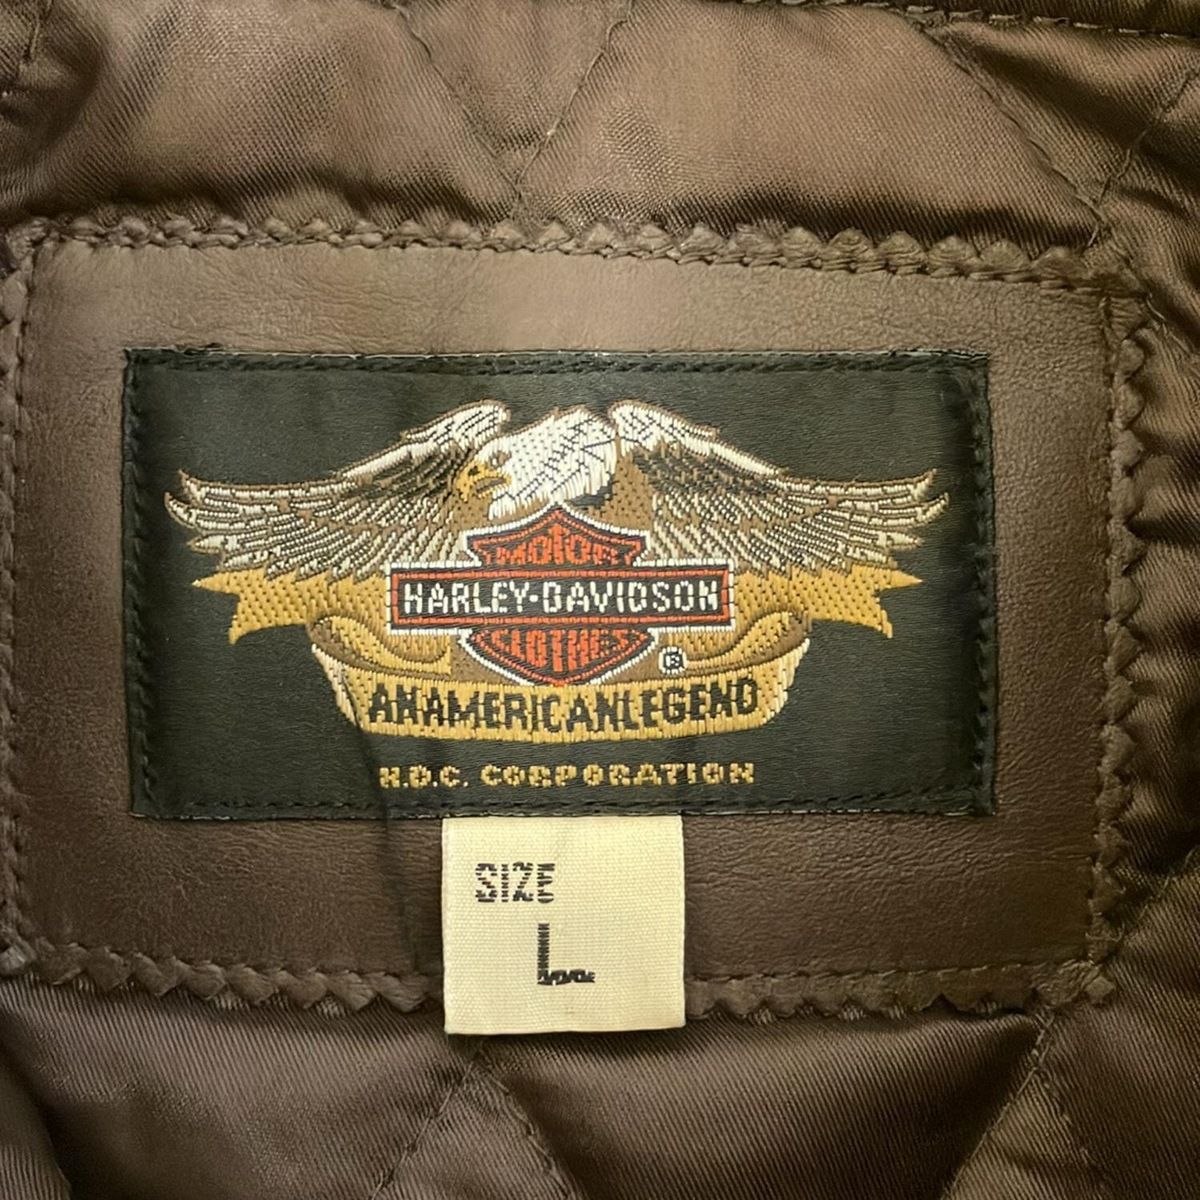 MOTOR
HARLEY-DAVIDSON
CLOTHES
®
AN AMERICAN LEGEND
H.D.C. CORPORATION
SIZE
L